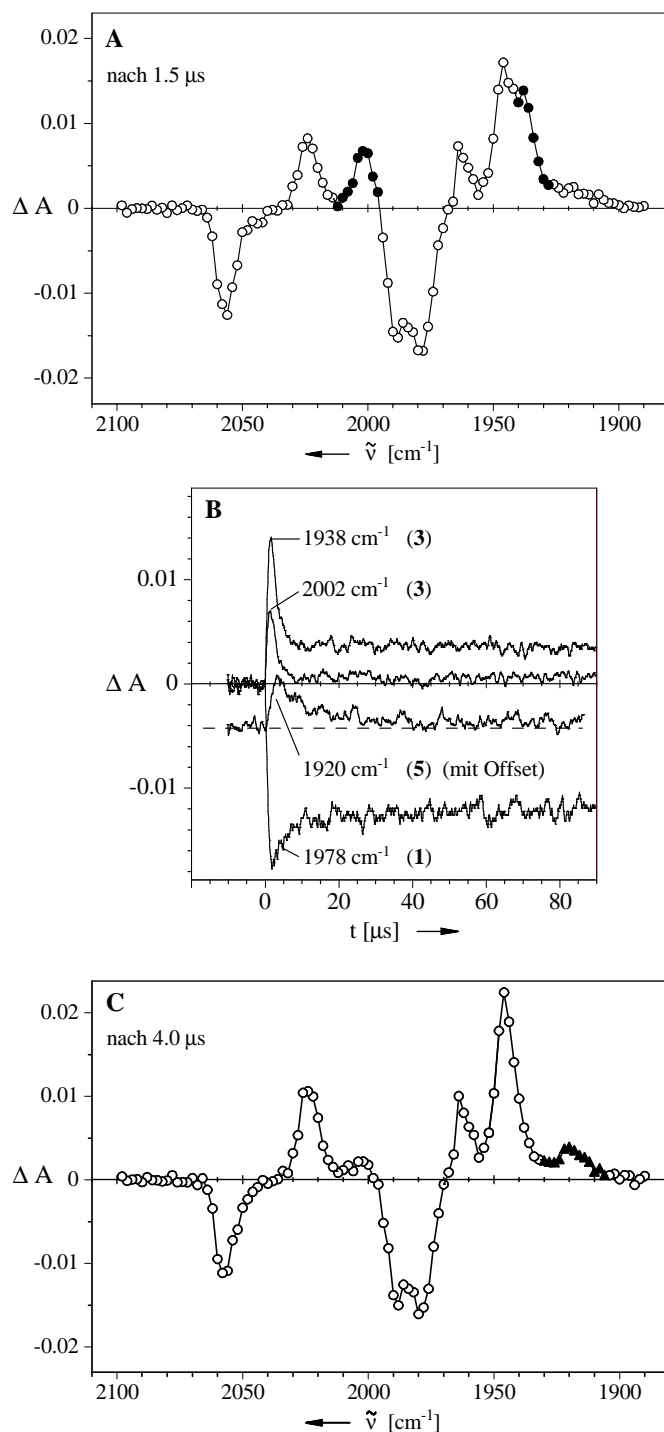 A
nach 1.5 μs
0.02
0.01
Δ A 0
-0.01
-0.02
2100 2050 2000 1950 1900
ν̃ [cm-1]
B
1938 cm-1 (3)
0.01
2002 cm-1 (3)
Δ A 0
1920 cm-1 (5) (mit Offset)
-0.01
1978 cm-1 (1)
0 20 40 60 80
t [μs]
C
0.02
nach 4.0 μs
0.01
Δ A 0
-0.01
-0.02
2100 2050 2000 1950 1900
ν̃ [cm-1]